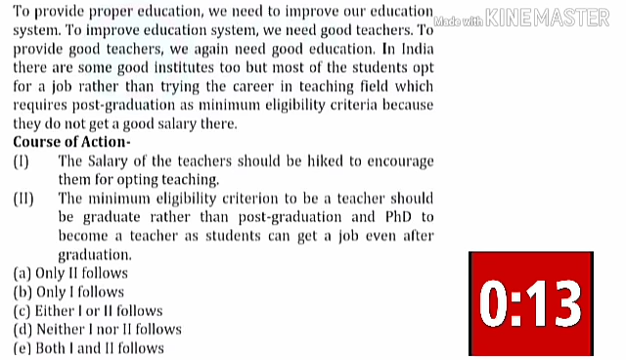 To provide proper education, we need to improve our education
system. To improve education system, we need good teachers. To
provide good teachers, we again need good education. In India
there are some good institutes too but most of the students opt
for a job rather than trying the career in teaching field which
requires post-graduation as minimum eligibility criteria because
they do not get a good salary there.
Course of Action-
(I) The Salary of the teachers should be hiked to encourage
them for opting teaching.
(II) The minimum eligibility criterion to be a teacher should
be graduate rather than post-graduation and PhD to
become a teacher as students can get a job even after
graduation.
(a) Only II follows
(b) Only I follows
(c) Either I or II follows
(d) Neither I nor II follows
(e) Both I and II follows
Made with KINEMASTER
0:13